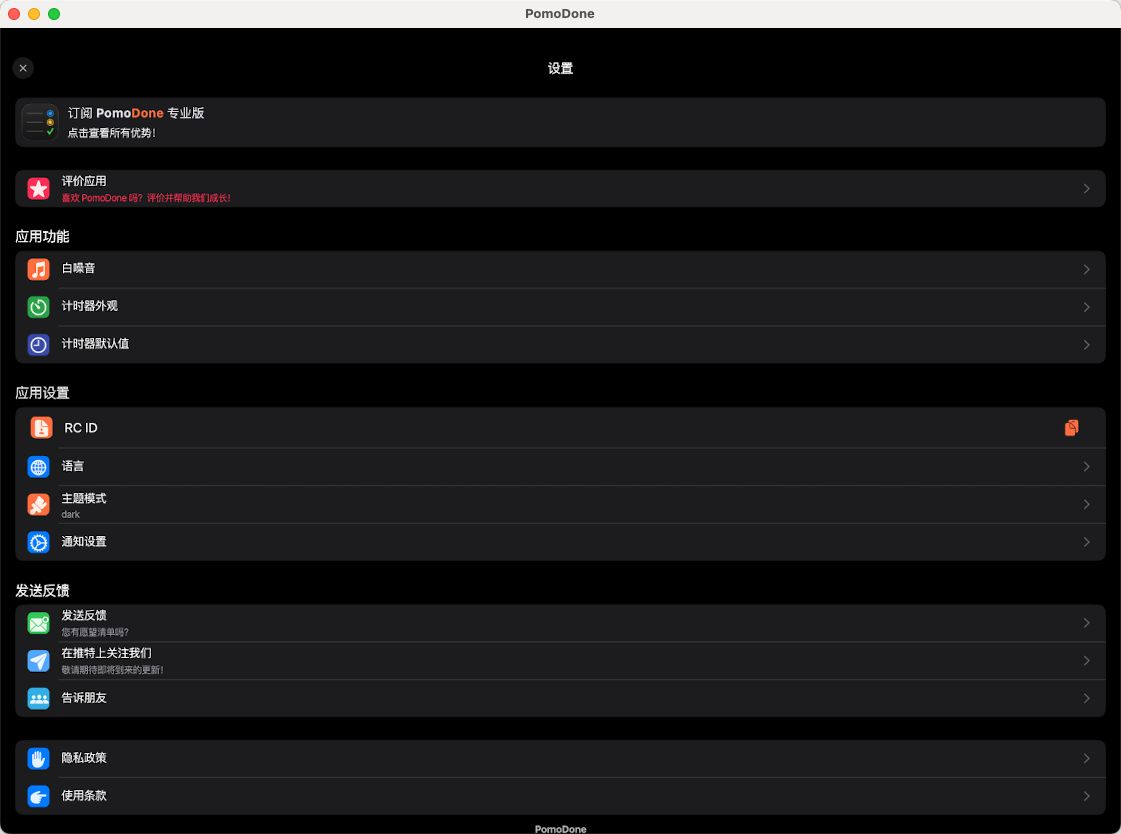 PomoDone
设置
订阅 PomoDone 专业版
点击查看所有优势！
评价应用
喜欢 PomoDone 吗？评价并帮助我们成长！
应用功能
白噪音
计时器外观
计时器默认值
应用设置
RC ID
语言
主题模式
dark
通知设置
发送反馈
发送反馈
您有愿望清单吗？
在推特上关注我们
敬请期待即将到来的更新！
告诉朋友
隐私政策
使用条款
PomoDone